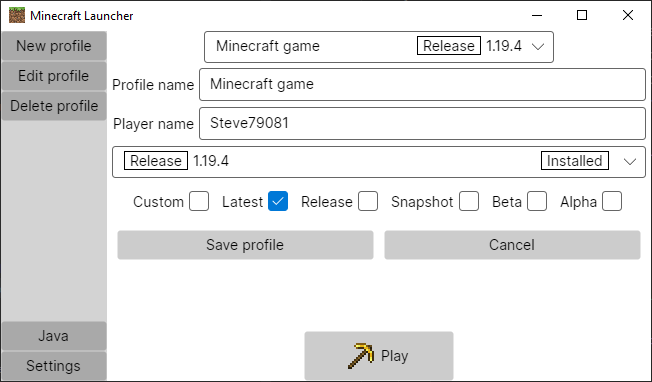 Minecraft Launcher
New profile
Edit profile
Delete profile
Minecraft game Release 1.19.4
Profile name Minecraft game
Player name Steve79081
Release 1.19.4 Installed
Custom Latest Release Snapshot Beta Alpha
Save profile Cancel
Java
Settings
Play